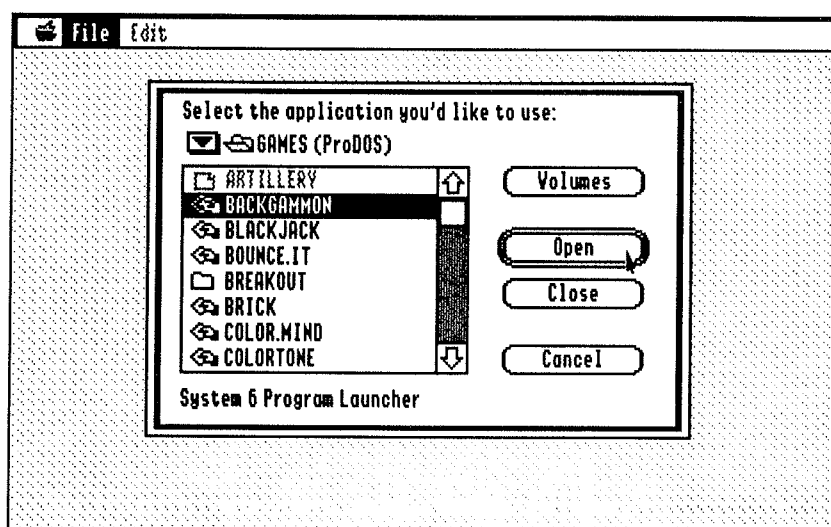 File Edit
Select the application you'd like to use:
GAMES (ProDOS)
ARTILLERY
BACKGAMMON
BLACKJACK
BOUNCE.IT
BREAKOUT
BRICK
COLOR.MIND
COLORTONE
Volumes
Open
Close
Cancel
System 6 Program Launcher